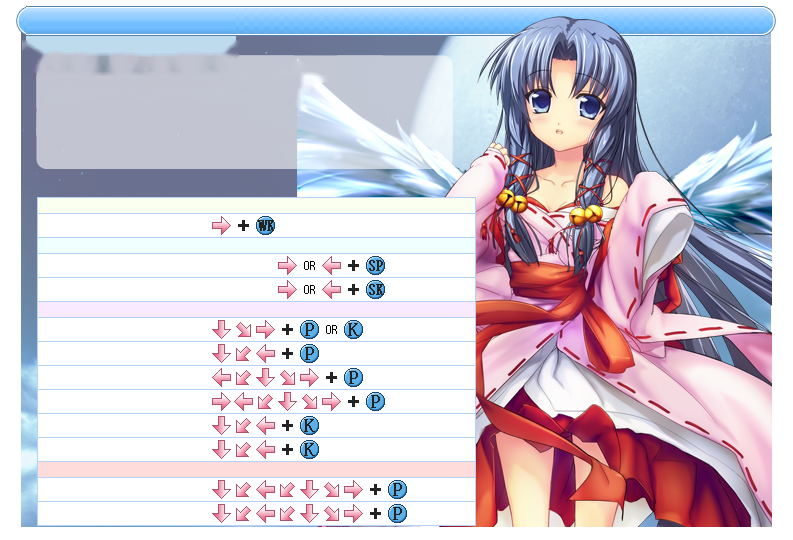 → + WK
→ OR ← + SP
→ OR ← + SK
↓ ↘ → + P OR K
↓ ↙ ← + P
← ↙ ↓ ↘ → + P
→ ← ↙ ↓ ↘ → + P
↓ ↙ ← + K
↓ ↙ ← + K
↓ ↙ ← ↙ ↓ ↘ → + P
↓ ↙ ← ↙ ↓ ↘ → + P